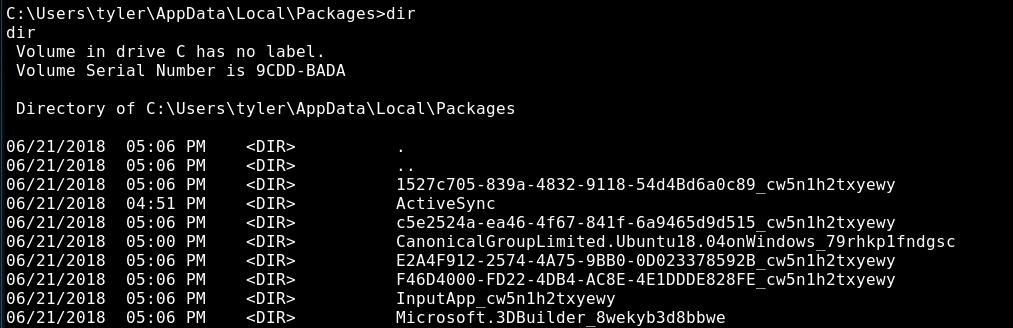 C:\Users\tyler\AppData\Local\Packages>dir
dir
 Volume in drive C has no label.
 Volume Serial Number is 9CDD-BADA

 Directory of C:\Users\tyler\AppData\Local\Packages

06/21/2018  05:06 PM    <DIR>          .
06/21/2018  05:06 PM    <DIR>          ..
06/21/2018  05:06 PM    <DIR>          1527c705-839a-4832-9118-54d4Bd6a0c89_cw5n1h2txyewy
06/21/2018  04:51 PM    <DIR>          ActiveSync
06/21/2018  05:06 PM    <DIR>          c5e2524a-ea46-4f67-841f-6a9465d9d515_cw5n1h2txyewy
06/21/2018  05:00 PM    <DIR>          CanonicalGroupLimited.Ubuntu18.04onWindows_79rhkp1fndgsc
06/21/2018  05:06 PM    <DIR>          E2A4F912-2574-4A75-9BB0-0D023378592B_cw5n1h2txyewy
06/21/2018  05:06 PM    <DIR>          F46D4000-FD22-4DB4-AC8E-4E1DDDE828FE_cw5n1h2txyewy
06/21/2018  05:06 PM    <DIR>          InputApp_cw5n1h2txyewy
06/21/2018  05:06 PM    <DIR>          Microsoft.3DBuilder_8wekyb3d8bbwe